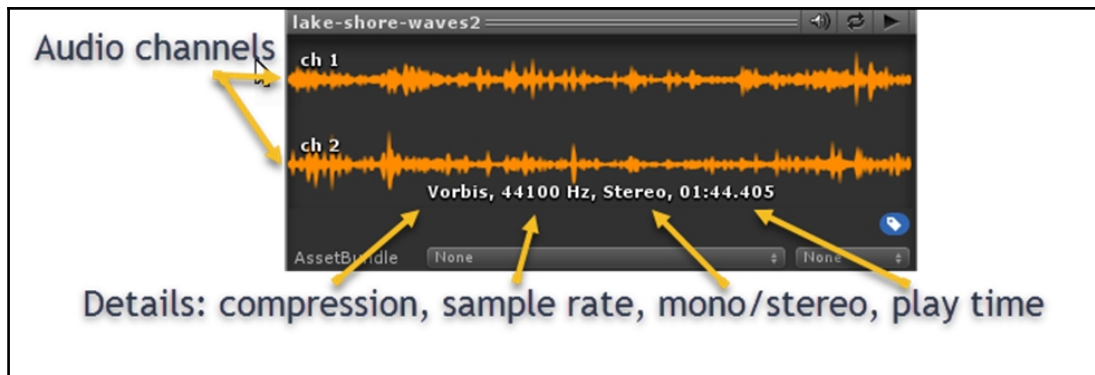 lake-shore-waves2
Audio channels
ch 1
ch 2
Vorbis, 44100 Hz, Stereo, 01:44.405
AssetBundle None None
Details: compression, sample rate, mono/stereo, play time